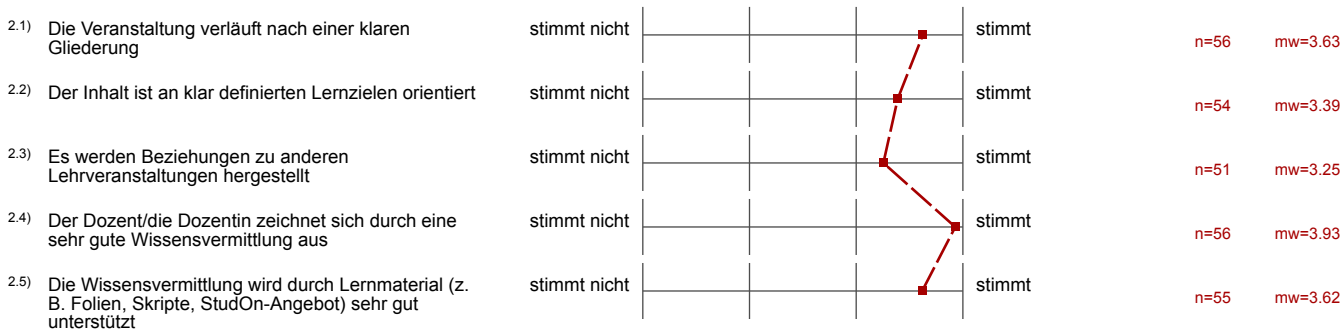 2.1) Die Veranstaltung verläuft nach einer klaren Gliederung stimmt nicht stimmt n=56 mw=3.63
2.2) Der Inhalt ist an klar definierten Lernzielen orientiert stimmt nicht stimmt n=54 mw=3.39
2.3) Es werden Beziehungen zu anderen Lehrveranstaltungen hergestellt stimmt nicht stimmt n=51 mw=3.25
2.4) Der Dozent/die Dozentin zeichnet sich durch eine sehr gute Wissensvermittlung aus stimmt nicht stimmt n=56 mw=3.93
2.5) Die Wissensvermittlung wird durch Lernmaterial (z. B. Folien, Skripte, StudOn-Angebot) sehr gut unterstützt stimmt nicht stimmt n=55 mw=3.62